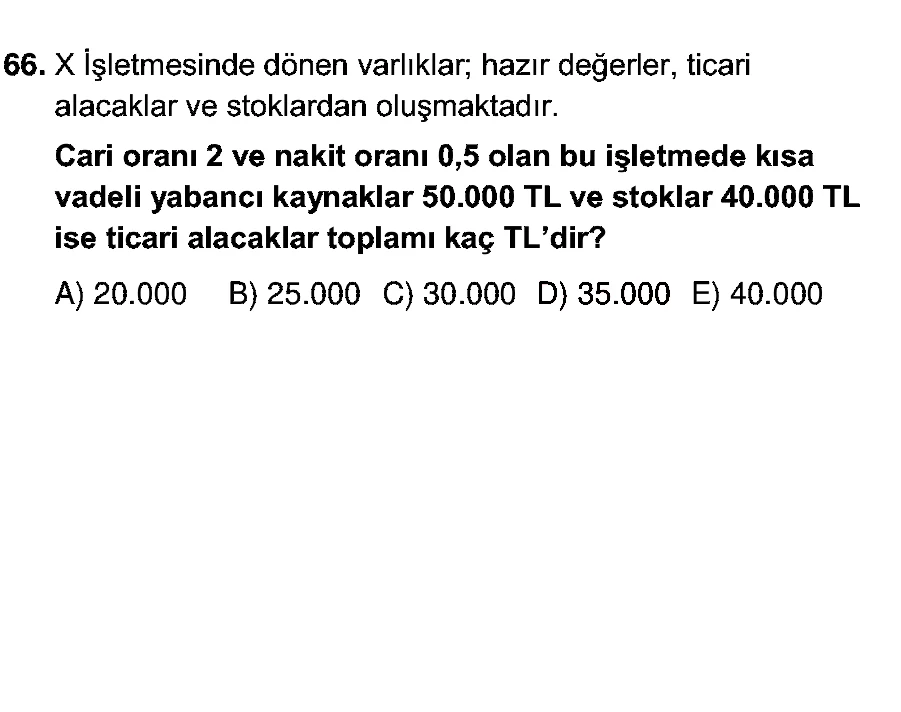 66. X İşletmesinde dönen varlıklar; hazır değerler, ticari
alacaklar ve stoklardan oluşmaktadır.
Cari oranı 2 ve nakit oranı 0,5 olan bu işletmede kısa
vadeli yabancı kaynaklar 50.000 TL ve stoklar 40.000 TL
ise ticari alacaklar toplamı kaç TL’dir?
A) 20.000 B) 25.000 C) 30.000 D) 35.000 E) 40.000